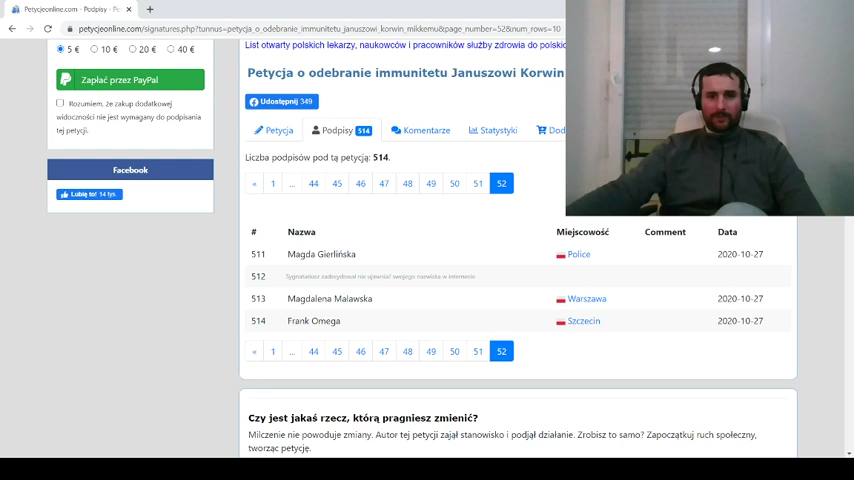 Petycjeonline.com - Podpisy - Pe
petycjeonline.com/signatures.php?tunnus=petycja_o_odebranie_immunitetu_januszowi_korwin_mikkemu&page_number=52&num_rows=10
5 € 10 € 20 € 40 €
Zapłać przez PayPal
Rozumiem, że zakup dodatkowej
widoczności nie jest wymagany do podpisania
tej petycji.
Facebook
Lubię to! 14 tys.
List otwarty polskich lekarzy, naukowców i pracowników służby zdrowia do polskic
Petycja o odebranie immunitetu Januszowi Korwin
Udostępnij 349
Petycja Podpisy 514 Komentarze Statystyki Dod
Liczba podpisów pod tą petycją: 514.
« 1 ... 44 45 46 47 48 49 50 51 52
# Nazwa Miejscowość Comment Data
511 Magda Gierlińska Police 2020-10-27
512 Sygnatariusz zadecydował nie ujawniać swojego nazwiska w internecie
513 Magdalena Malawska Warszawa 2020-10-27
514 Frank Omega Szczecin 2020-10-27
« 1 ... 44 45 46 47 48 49 50 51 52
Czy jest jakaś rzecz, którą pragniesz zmienić?
Milczenie nie powoduje zmiany. Autor tej petycji zajął stanowisko i podjął działanie. Zrobisz to samo? Zapoczątkuj ruch społeczny,
tworząc petycję.